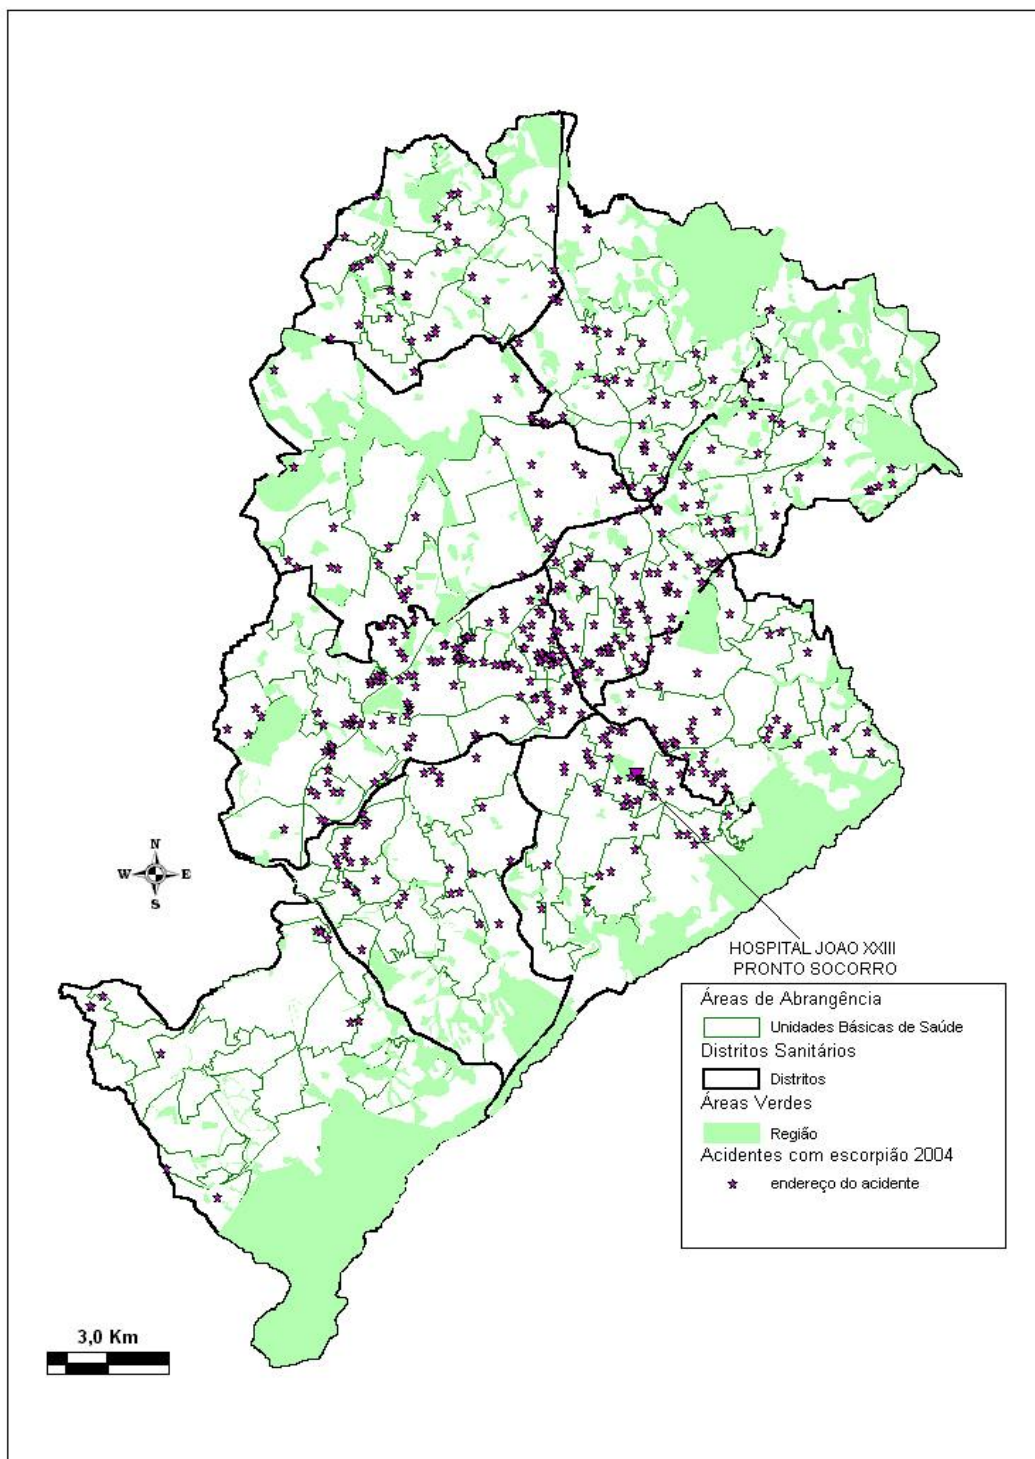 N
W E
S
HOSPITAL JOAO XXIII
PRONTO SOCORRO
Áreas de Abrangência
Unidades Básicas de Saúde
Distritos Sanitários
Distritos
Áreas Verdes
Região
Acidentes com escorpião 2004
endereço do acidente
3,0 Km